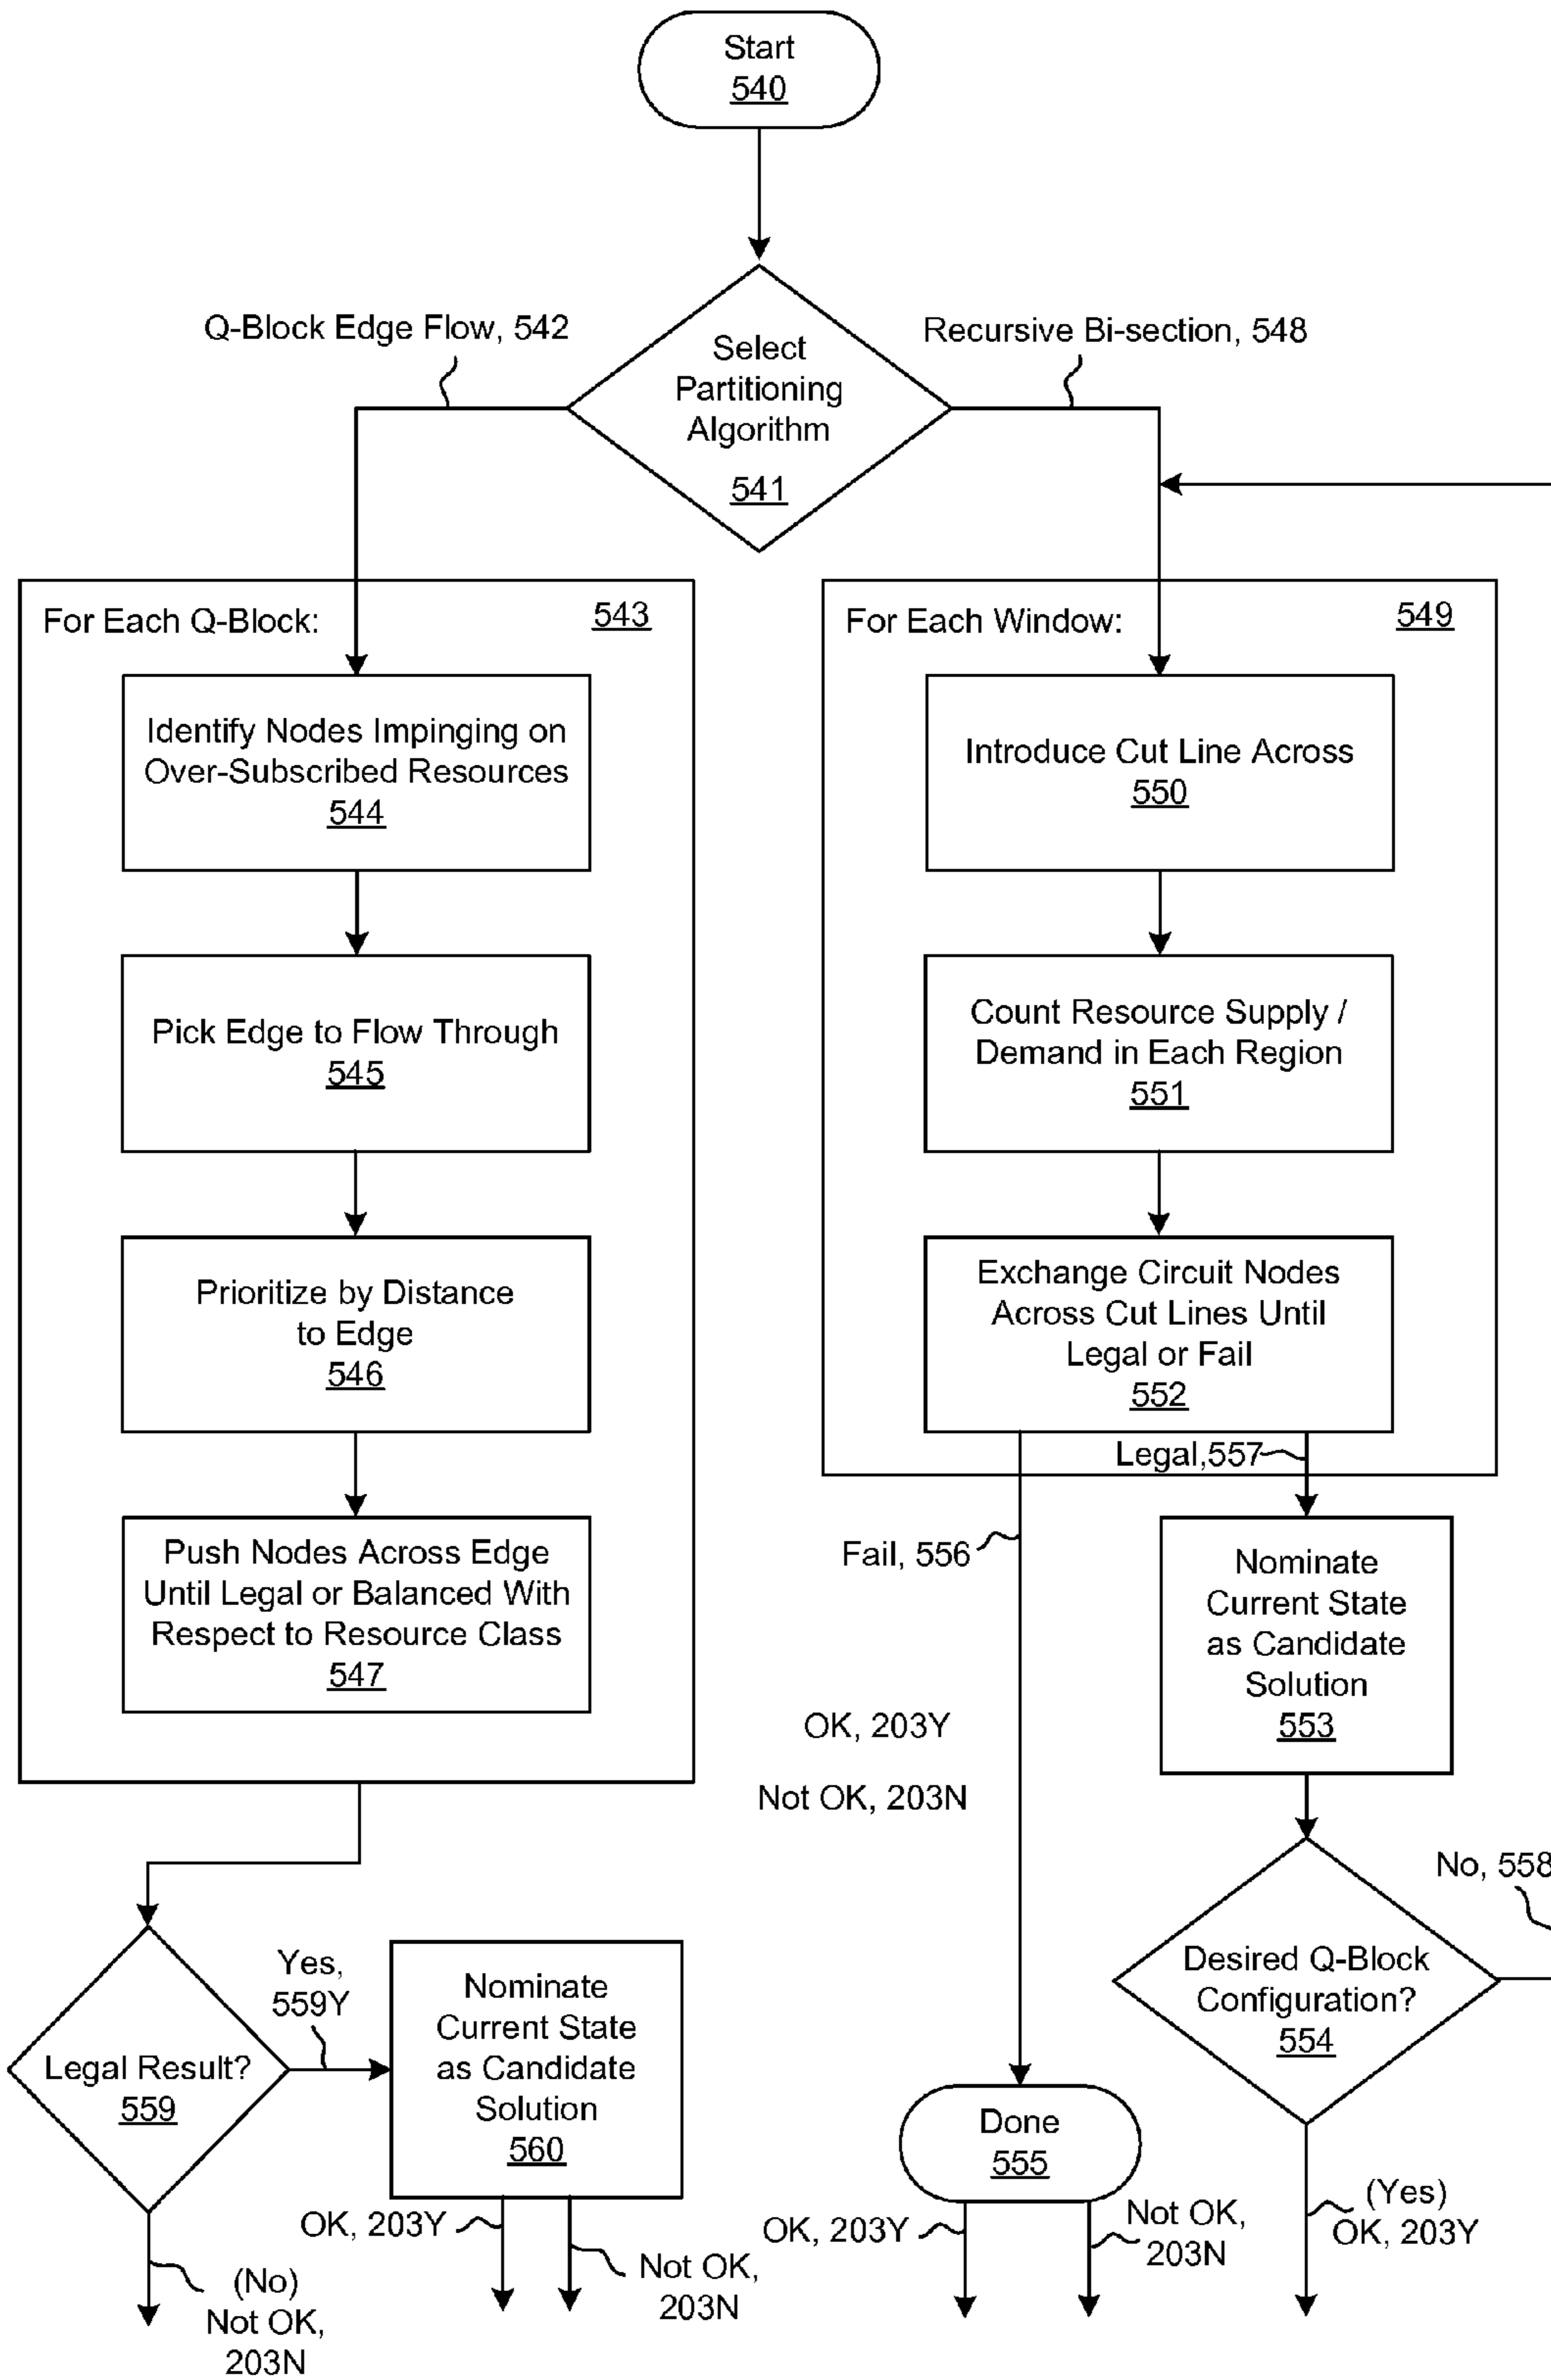 Start
540
Q-Block Edge Flow, 542
Select
Partitioning
Algorithm
541
Recursive Bi-section, 548
For Each Q-Block:
543
Identify Nodes Impinging on
Over-Subscribed Resources
544
Pick Edge to Flow Through
545
Prioritize by Distance
to Edge
546
Push Nodes Across Edge
Until Legal or Balanced With
Respect to Resource Class
547
For Each Window:
549
Introduce Cut Line Across
550
Count Resource Supply /
Demand in Each Region
551
Exchange Circuit Nodes
Across Cut Lines Until
Legal or Fail
552
Legal,557
Fail, 556
Nominate
Current State
as Candidate
Solution
553
OK, 203Y
Not OK, 203N
No, 558
Desired Q-Block
Configuration?
554
Legal Result?
559
Yes,
559Y
Nominate
Current State
as Candidate
Solution
560
Done
555
(No)
Not OK,
203N
OK, 203Y
Not OK,
203N
OK, 203Y
Not OK,
203N
(Yes)
OK, 203Y